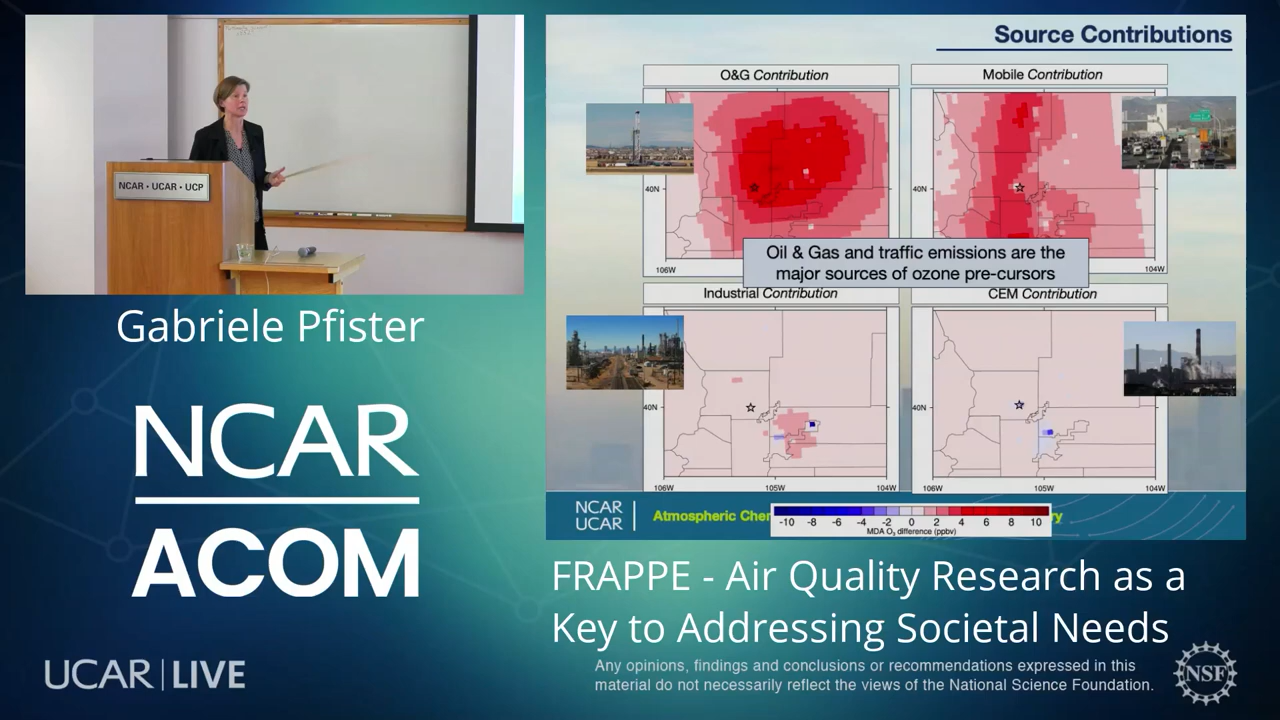 NCAR • UCAR • UCP
Gabriele Pfister
NCAR
ACOM
UCAR | LIVE
Source Contributions
O&G Contribution
Mobile Contribution
40N
40N
106W
104W
Oil & Gas and traffic emissions are the
major sources of ozone pre-cursors
Industrial Contribution
CEM Contribution
40N
40N
106W
105W
104W
106W
105W
104W
NCAR
UCAR
Atmospheric Chem
ry
-10 -8 -6 -4 -2 0 2 4 6 8 10
MDA O₃ difference (ppbv)
FRAPPE - Air Quality Research as a
Key to Addressing Societal Needs
Any opinions, findings and conclusions or recommendations expressed in this
material do not necessarily reflect the views of the National Science Foundation.
NSF